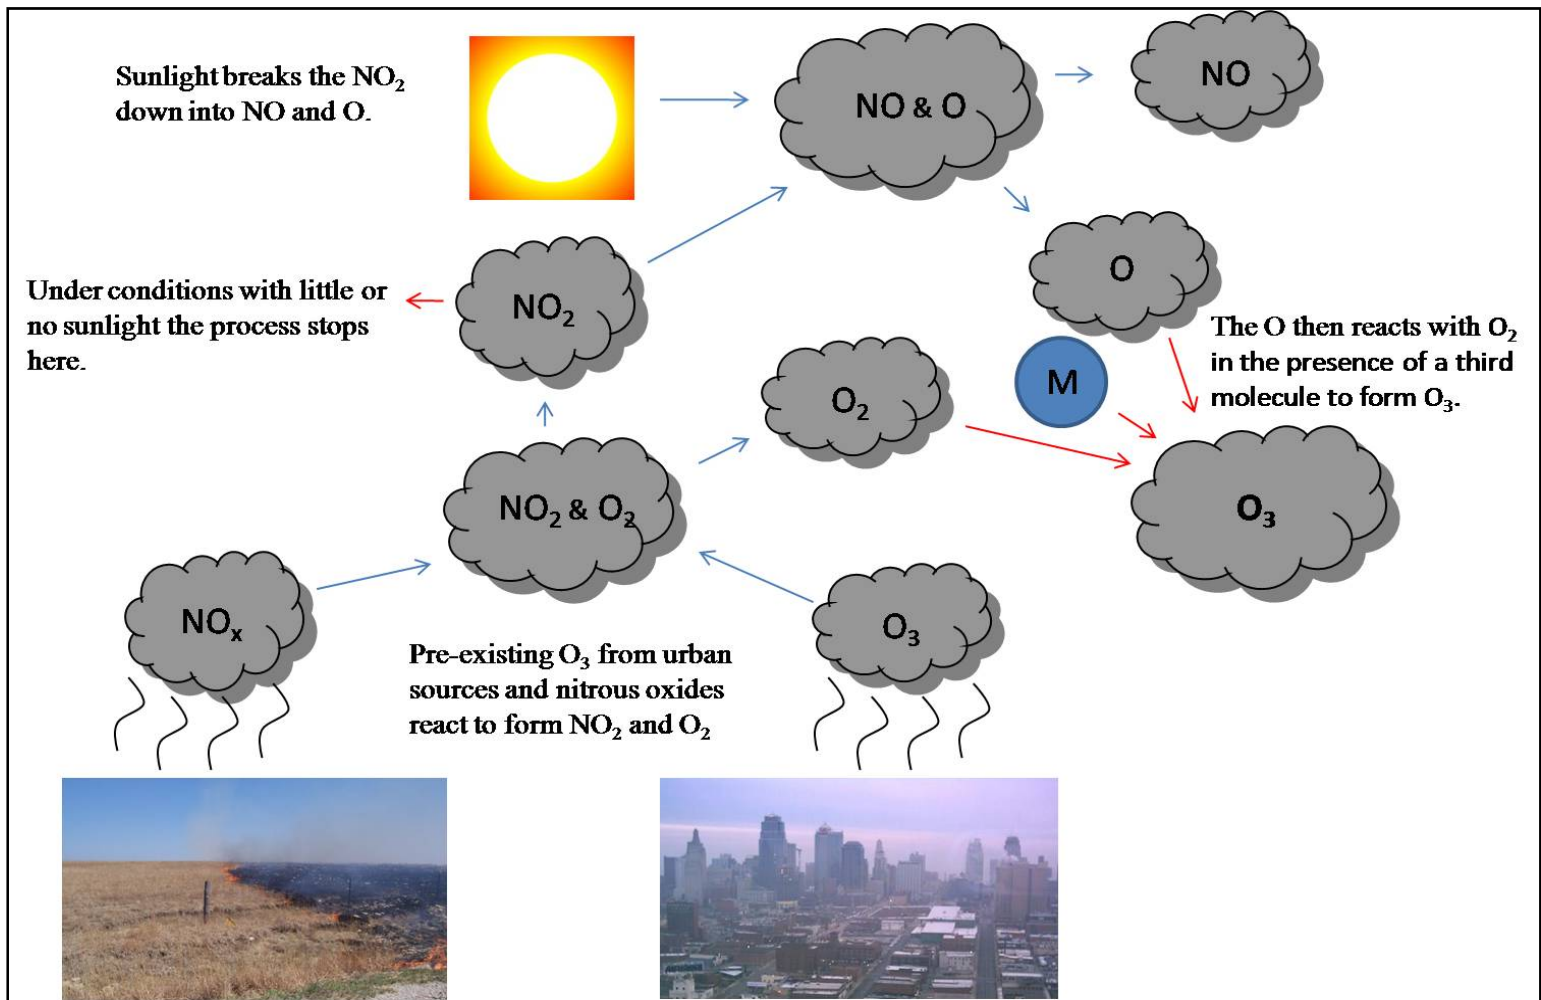 Sunlight breaks the NO₂
down into NO and O.
NO & O
NO
O
Under conditions with little or
no sunlight the process stops
here.
NO₂
The O then reacts with O₂
in the presence of a third
molecule to form O₃.
M
O₂
NO₂ & O₂
O₃
NOₓ
O₃
Pre-existing O₃ from urban
sources and nitrous oxides
react to form NO₂ and O₂